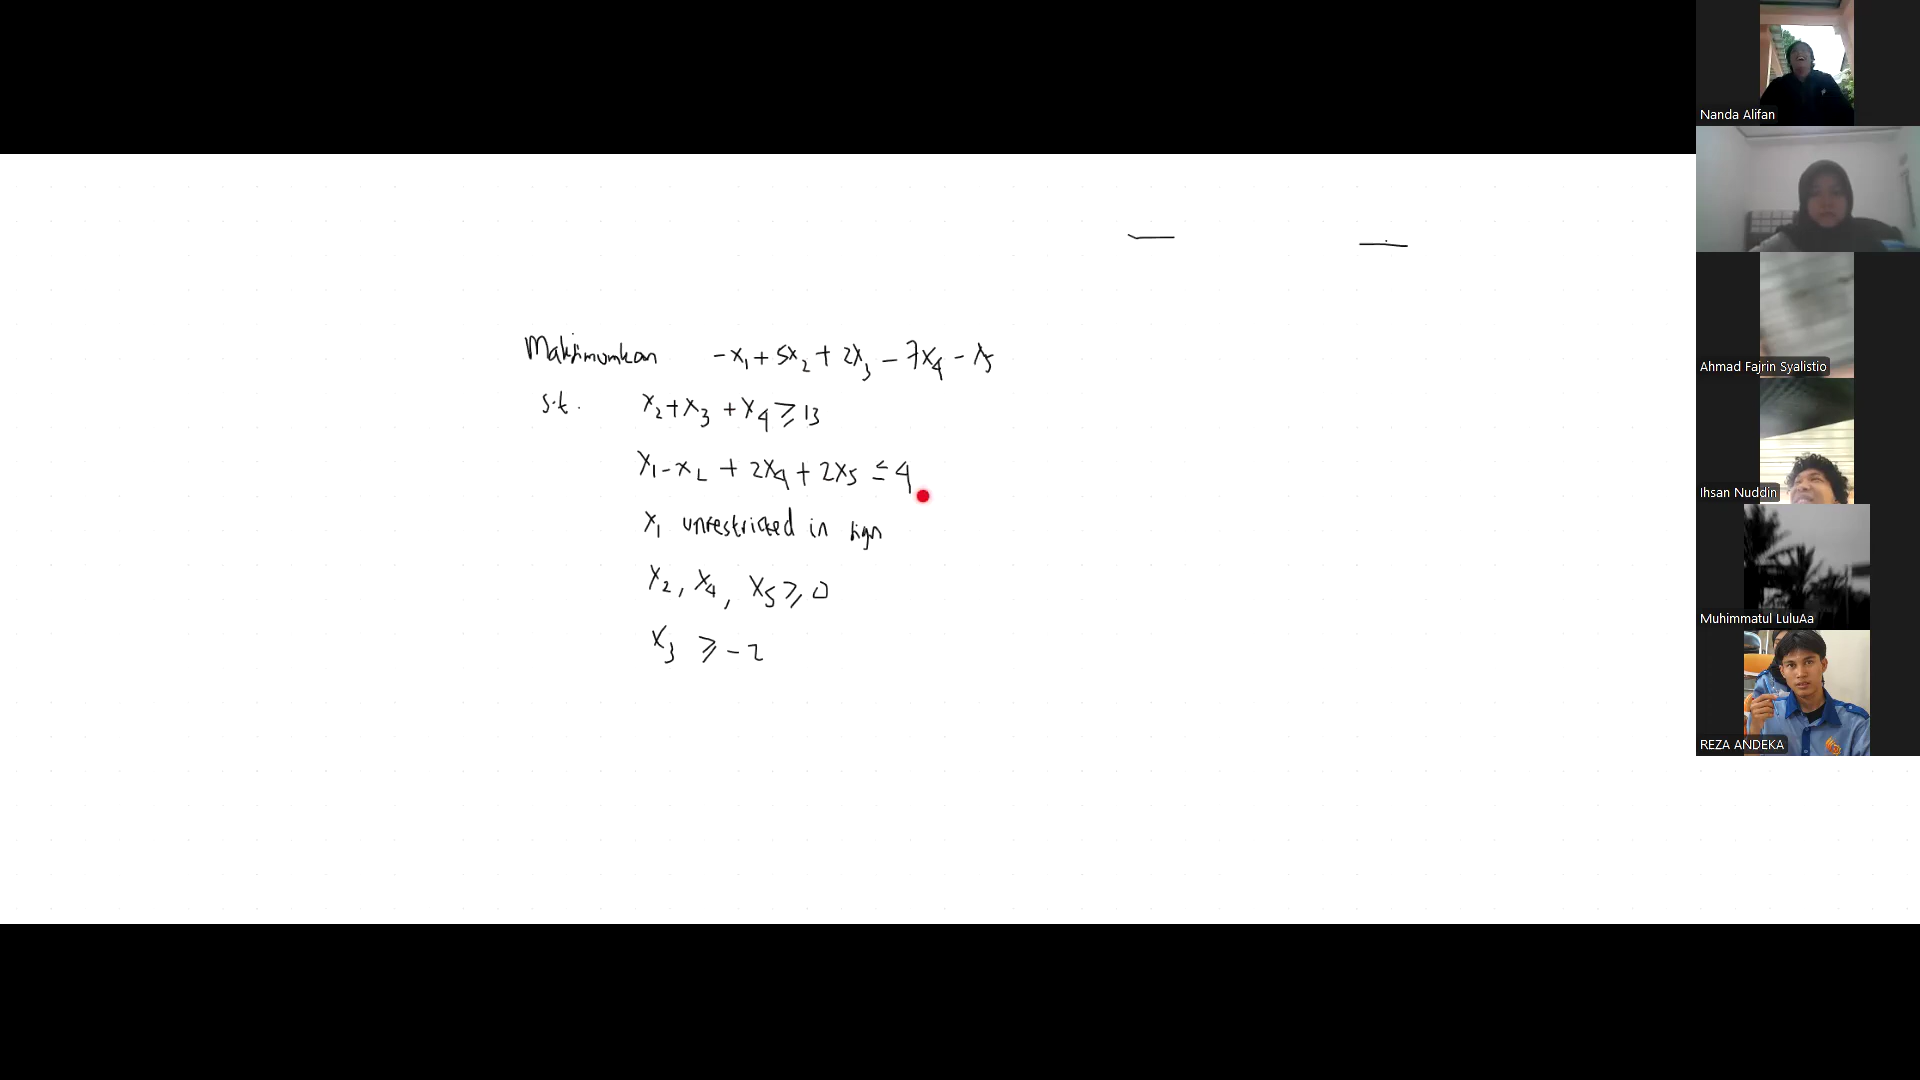 Maksimumkan -x₁ + 5x₂ + 2x₃ - 7x₄ - x₅
s.t. x₂+x₃ + x₄ ≥ 13
x₁ - x₂ + 2x₄ + 2x₅ ≤ 4
x₁ unrestricted in sign
x₂, x₄, x₅ ≥ 0
x₃ ≥ -2
Nanda Alifan
Ahmad Fajrin Syalistio
Ihsan Nuddin
Muhimmatul LuluAa
REZA ANDEKA